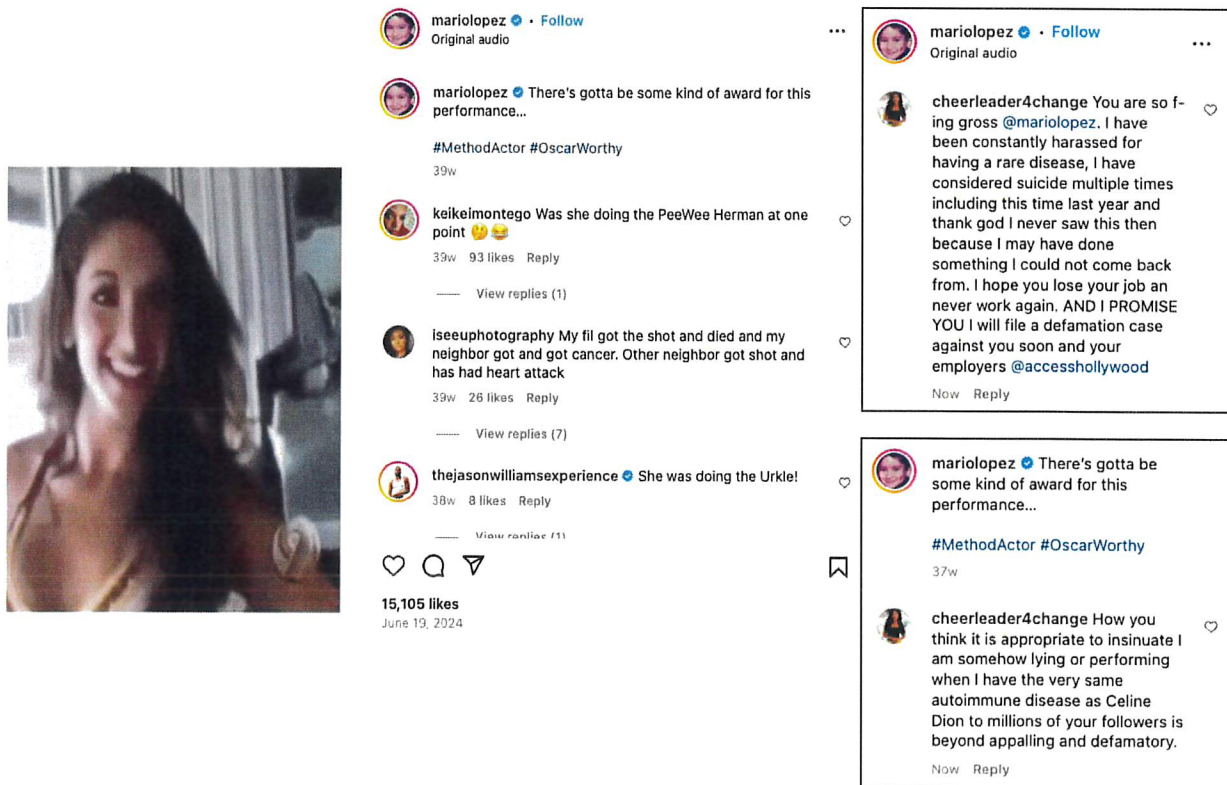 mariolopez • Follow
Original audio
mariolopez There's gotta be some kind of award for this
performance...
#MethodActor #OscarWorthy
39w
keikeimontego Was she doing the PeeWee Herman at one
point 🤔😂
39w 93 likes Reply
View replies (1)
iseeuphotography My fil got the shot and died and my
neighbor got and got cancer. Other neighbor got shot and
has had heart attack
39w 26 likes Reply
View replies (7)
thejasonwilliamsexperience She was doing the Urkle!
38w 8 likes Reply
View replies (1)
15,105 likes
June 19, 2024
mariolopez • Follow
Original audio
cheerleader4change You are so f-
ing gross @mariolopez. I have
been constantly harassed for
having a rare disease, I have
considered suicide multiple times
including this time last year and
thank god I never saw this then
because I may have done
something I could not come back
from. I hope you lose your job an
never work again. AND I PROMISE
YOU I will file a defamation case
against you soon and your
employers @accesshollywood
Now Reply
mariolopez There's gotta be
some kind of award for this
performance...
#MethodActor #OscarWorthy
37w
cheerleader4change How you
think it is appropriate to insinuate I
am somehow lying or performing
when I have the very same
autoimmune disease as Celine
Dion to millions of your followers is
beyond appalling and defamatory.
Now Reply